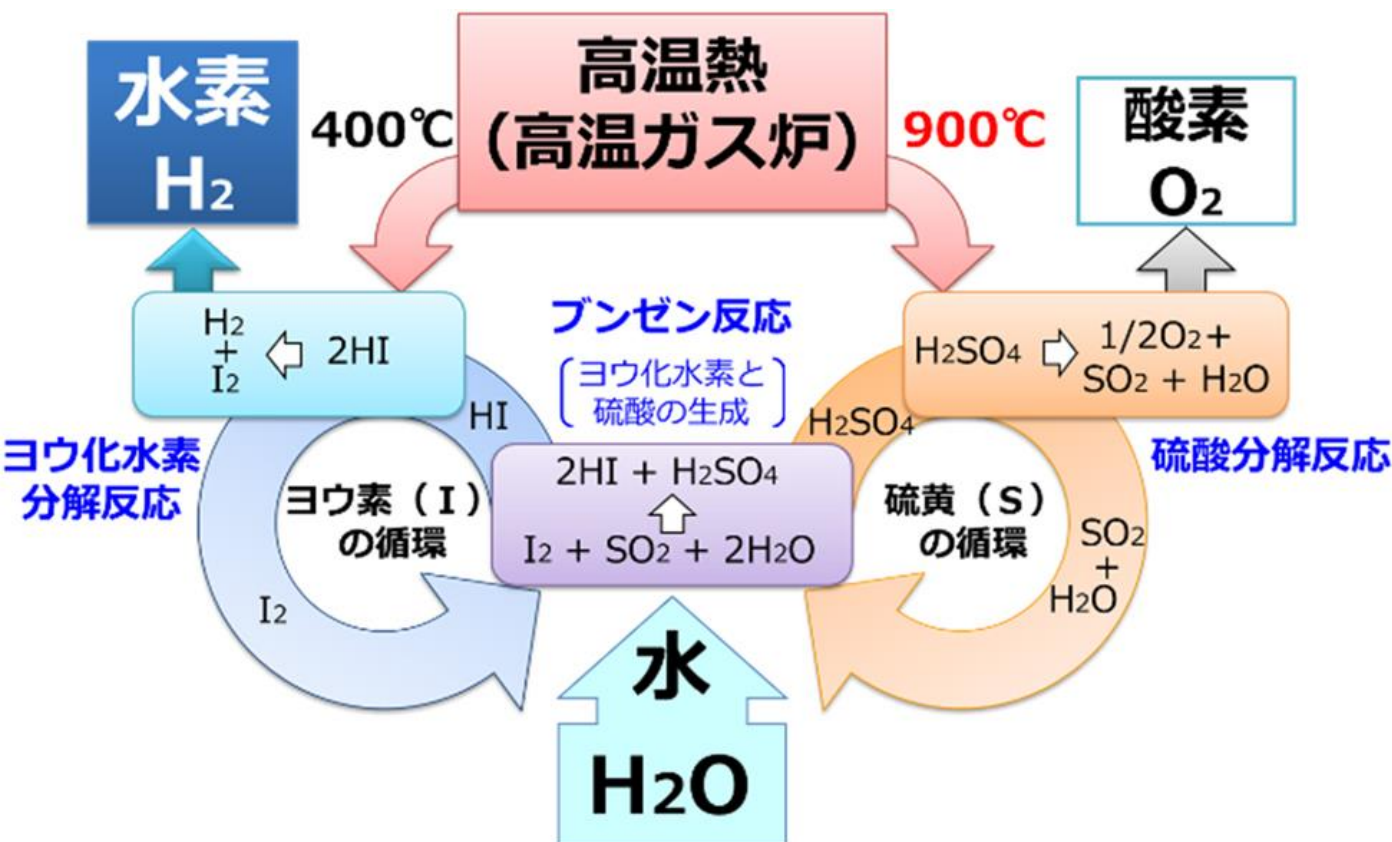 水素
H2
400℃
高温熱
(高温ガス炉)
900℃
酸素
O2
H2
+
I2
2HI
ブンゼン反応
ヨウ化水素と
硫酸の生成
H2SO4
1/2O2+
SO2 + H2O
HI
H2SO4
ヨウ化水素
分解反応
ヨウ素(I)
の循環
2HI + H2SO4
I2 + SO2 + 2H2O
硫黄(S)
の循環
硫酸分解反応
SO2
+
H2O
I2
水
H2O